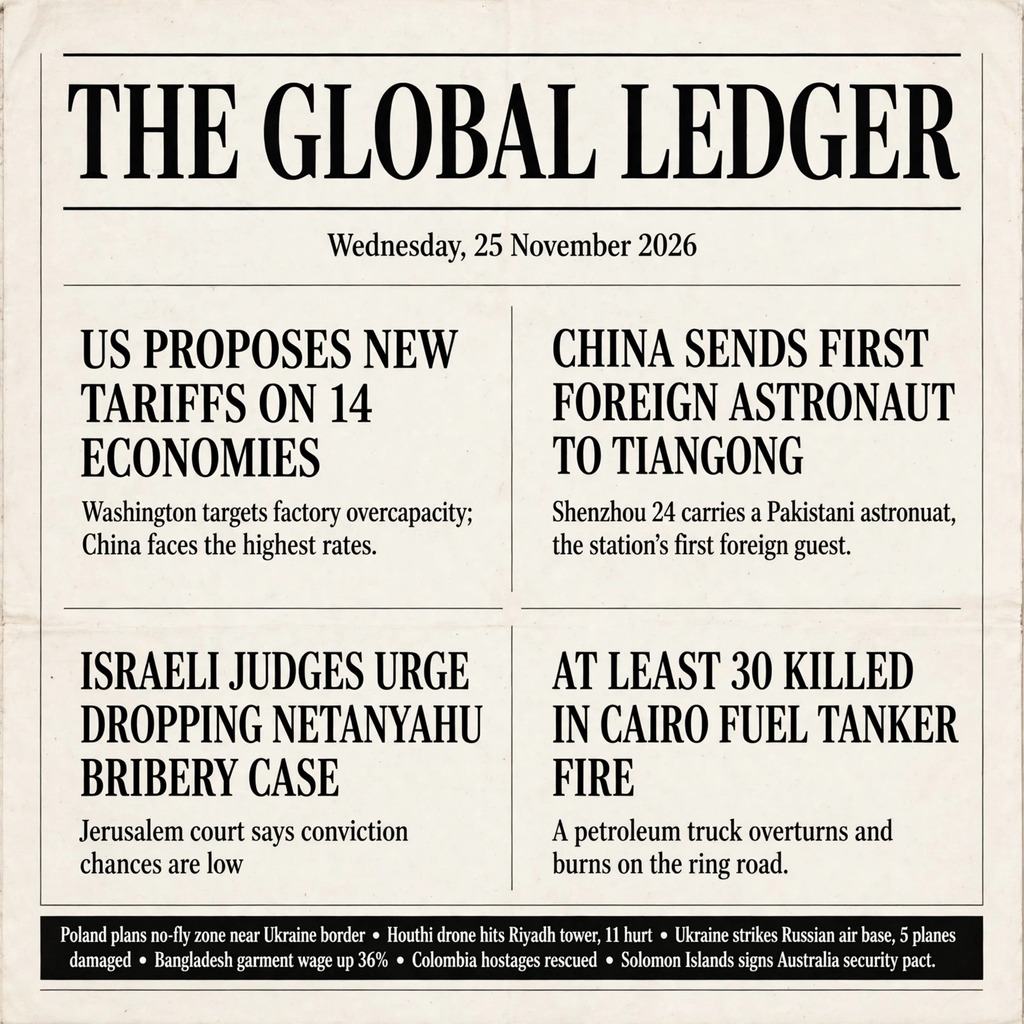 THE GLOBAL LEDGER
Wednesday, 25 November 2026
US PROPOSES NEW
TARIFFS ON 14
ECONOMIES
Washington targets factory overcapacity;
China faces the highest rates.
CHINA SENDS FIRST
FOREIGN ASTRONAUT
TO TIANGONG
Shenzhou 24 carries a Pakistani astronuat,
the station's first foreign guest.
ISRAELI JUDGES URGE
DROPPING NETANYAHU
BRIBERY CASE
Jerusalem court says conviction
chances are low
AT LEAST 30 KILLED
IN CAIRO FUEL TANKER
FIRE
A petroleum truck overturns and
burns on the ring road.
Poland plans no-fly zone near Ukraine border • Houthi drone hits Riyadh tower, 11 hurt • Ukraine strikes Russian air base, 5 planes
damaged • Bangladesh garment wage up 36% • Colombia hostages rescued • Solomon Islands signs Australia security pact.